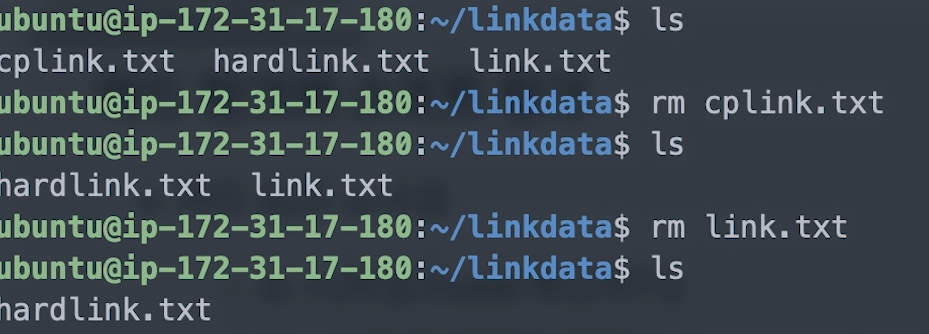 ubuntu@ip-172-31-17-180:~/linkdata$ ls
cplink.txt  hardlink.txt  link.txt
ubuntu@ip-172-31-17-180:~/linkdata$ rm cplink.txt
ubuntu@ip-172-31-17-180:~/linkdata$ ls
hardlink.txt  link.txt
ubuntu@ip-172-31-17-180:~/linkdata$ rm link.txt
ubuntu@ip-172-31-17-180:~/linkdata$ ls
hardlink.txt